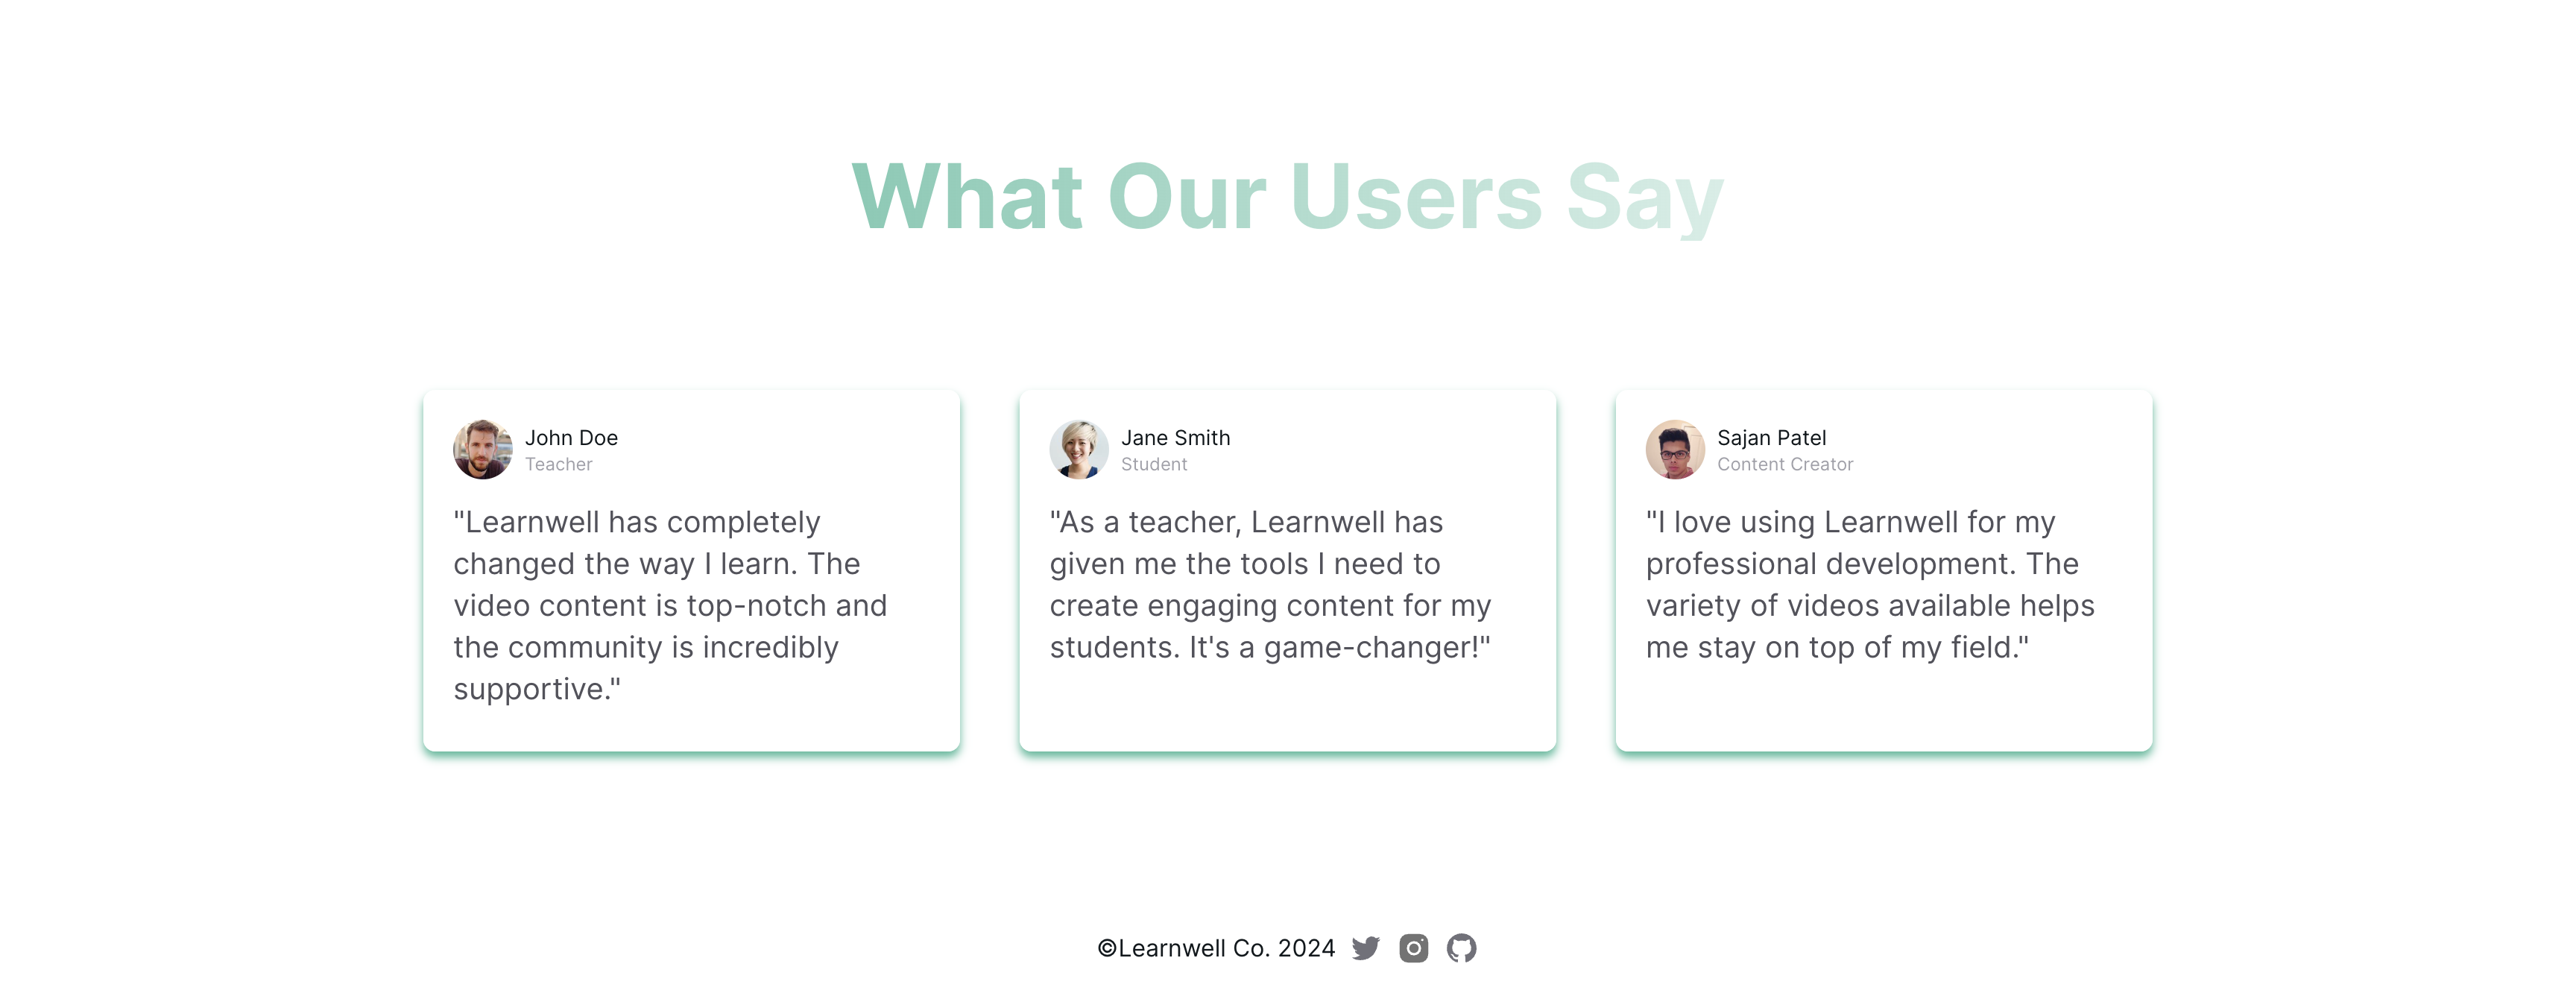 What Our Users Say
John Doe
Teacher
"Learnwell has completely
changed the way I learn. The
video content is top-notch and
the community is incredibly
supportive."
Jane Smith
Student
"As a teacher, Learnwell has
given me the tools I need to
create engaging content for my
students. It's a game-changer!"
Sajan Patel
Content Creator
"I love using Learnwell for my
professional development. The
variety of videos available helps
me stay on top of my field."
©Learnwell Co. 2024